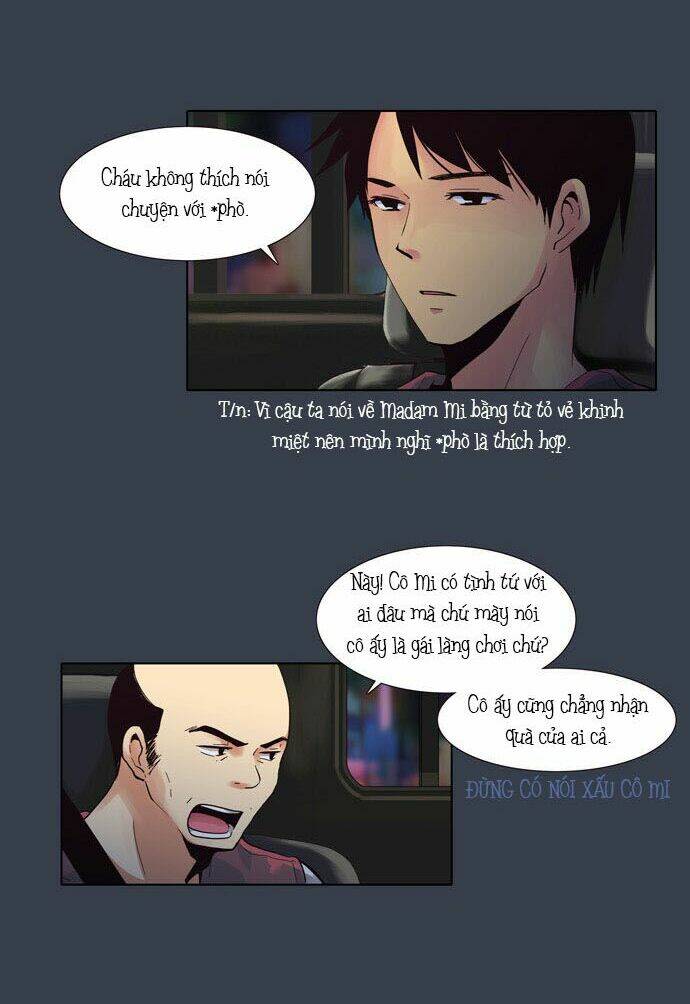 Cháu không thích nói
chuyện với *phò.
T/n: Vì cậu ta nói về Madam Mi bằng từ tỏ vẻ khinh
miệt nên mình nghĩ *phò là thích hợp.
Này! Cô Mi có tình tứ với
ai đâu mà chú mày nói
cô ấy là gái làng chơi chứ?
Cô ấy cũng chẳng nhận
quà của ai cả.
ĐỪNG CÓ NÓI XẤU CÔ MI